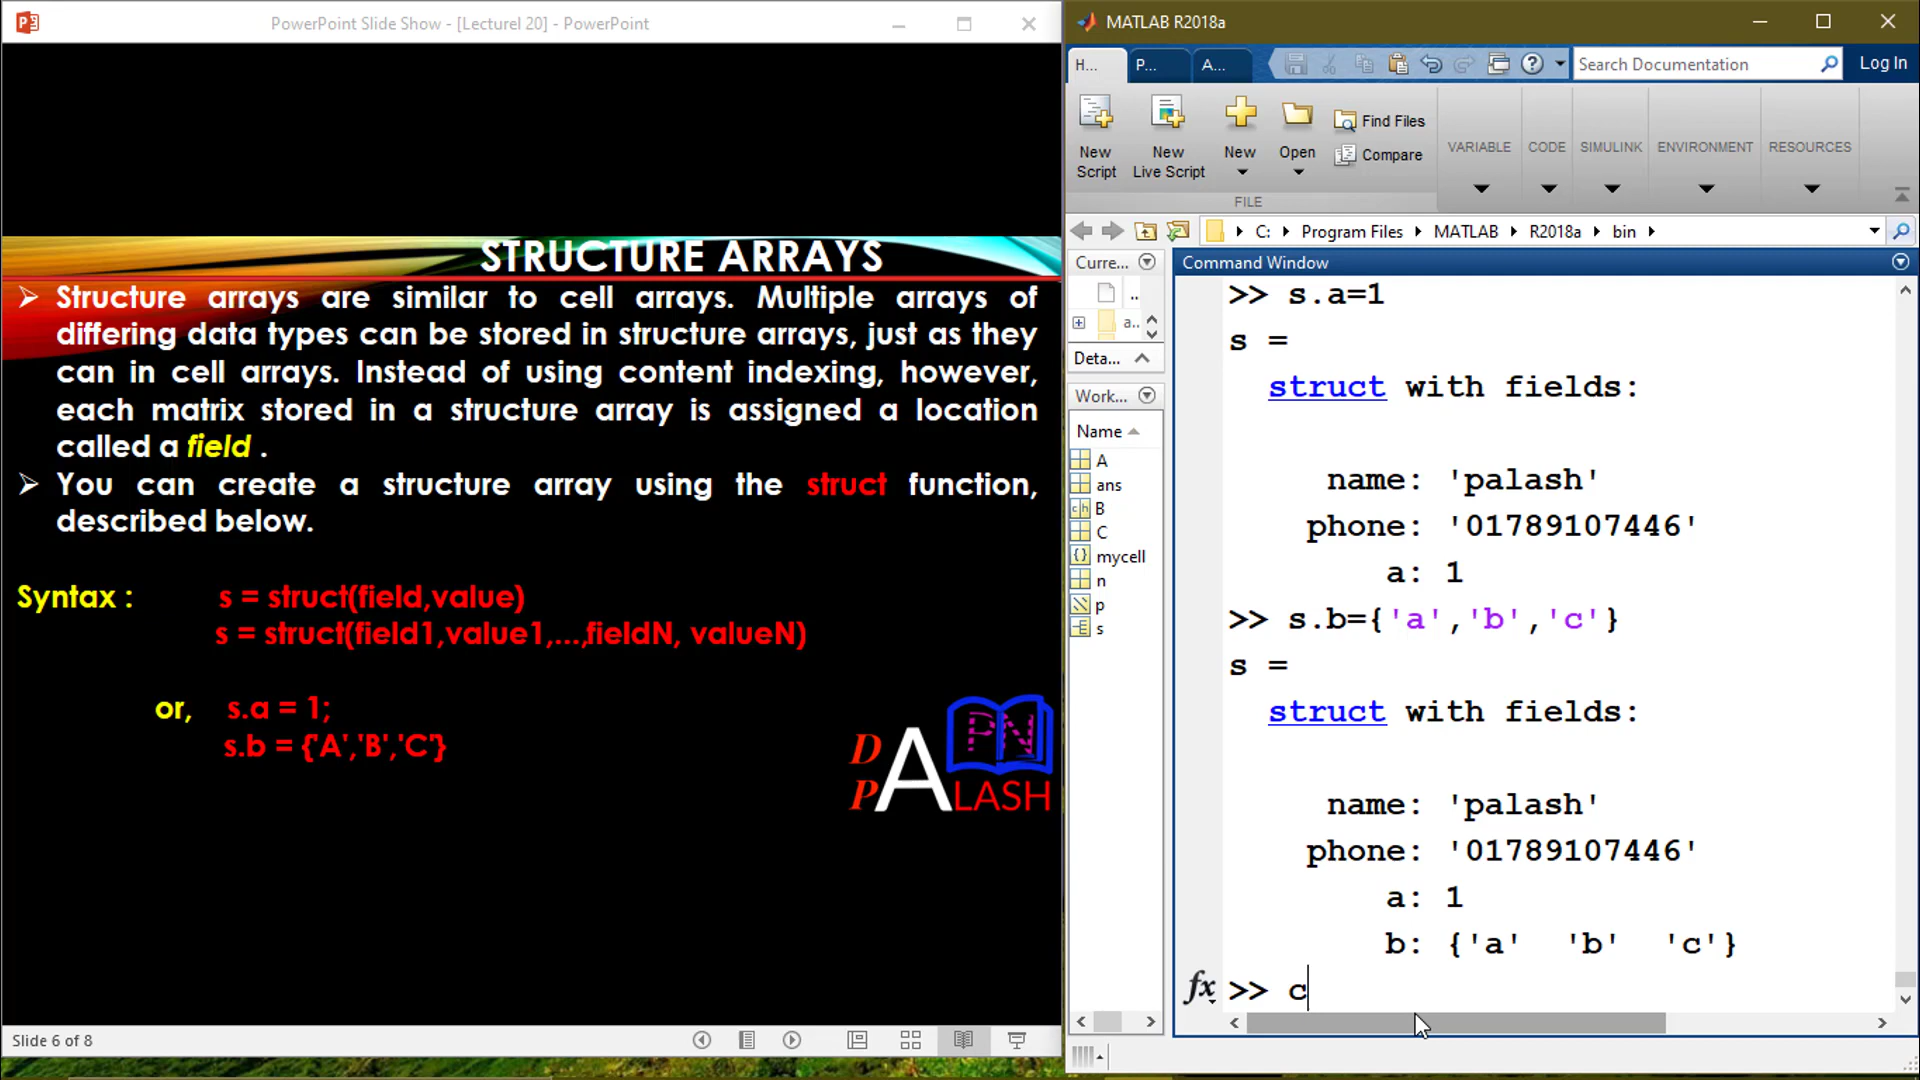 PowerPoint Slide Show - [Lecturel 20] - PowerPoint
STRUCTURE ARRAYS
➢ Structure arrays are similar to cell arrays. Multiple arrays of
differing data types can be stored in structure arrays, just as they
can in cell arrays. Instead of using content indexing, however,
each matrix stored in a structure array is assigned a location
called a field .
➢ You can create a structure array using the struct function,
described below.
Syntax : s = struct(field,value)
s = struct(field1,value1,...,fieldN, valueN)
or, s.a = 1;
s.b = {'A','B','C'}
D
PN
P A LASH
Slide 6 of 8
MATLAB R2018a
H... P... A...
Search Documentation
Log In
New Script
New Live Script
New
Open
Find Files
Compare
FILE
VARIABLE CODE SIMULINK ENVIRONMENT RESOURCES
C: Program Files MATLAB R2018a bin
Curre...
..
a..
Deta...
Work...
Name
A
ans
B
C
mycell
n
p
s
Command Window
>> s.a=1
s =
struct with fields:
name: 'palash'
phone: '01789107446'
a: 1
>> s.b={'a','b','c'}
s =
struct with fields:
name: 'palash'
phone: '01789107446'
a: 1
b: {'a' 'b' 'c'}
fx >> c